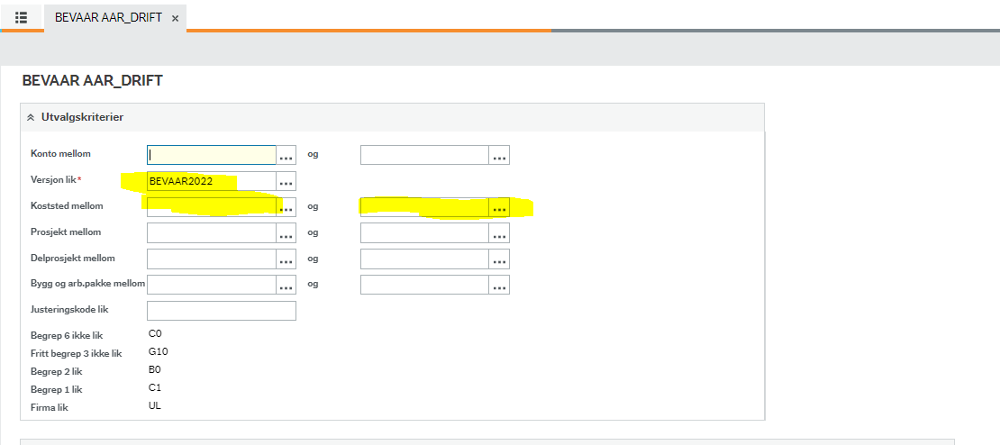 BEVAAR AAR_DRIFT ×
BEVAAR AAR_DRIFT
Utvalgskriterier
Konto mellom ... og ...
Versjon lik* BEVAAR2022 ...
Koststed mellom ... og ...
Prosjekt mellom ... og ...
Delprosjekt mellom ... og ...
Bygg og arb.pakke mellom ... og ...
Justeringskode lik
Begrep 6 ikke lik C0
Fritt begrep 3 ikke lik G10
Begrep 2 lik B0
Begrep 1 lik C1
Firma lik UL